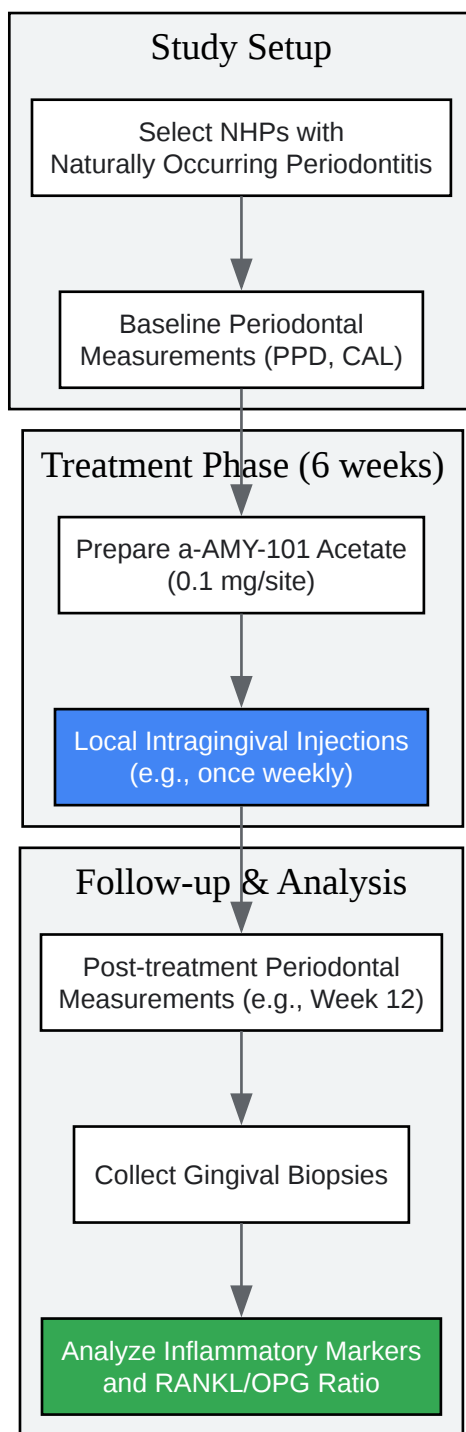 Study Setup
Select NHPs with
Naturally Occurring Periodontitis
Baseline Periodontal
Measurements (PPD, CAL)
Treatment Phase (6 weeks)
Prepare a-AMY-101 Acetate
(0.1 mg/site)
Local Intragingival Injections
(e.g., once weekly)
Follow-up & Analysis
Post-treatment Periodontal
Measurements (e.g., Week 12)
Collect Gingival Biopsies
Analyze Inflammatory Markers
and RANKL/OPG Ratio